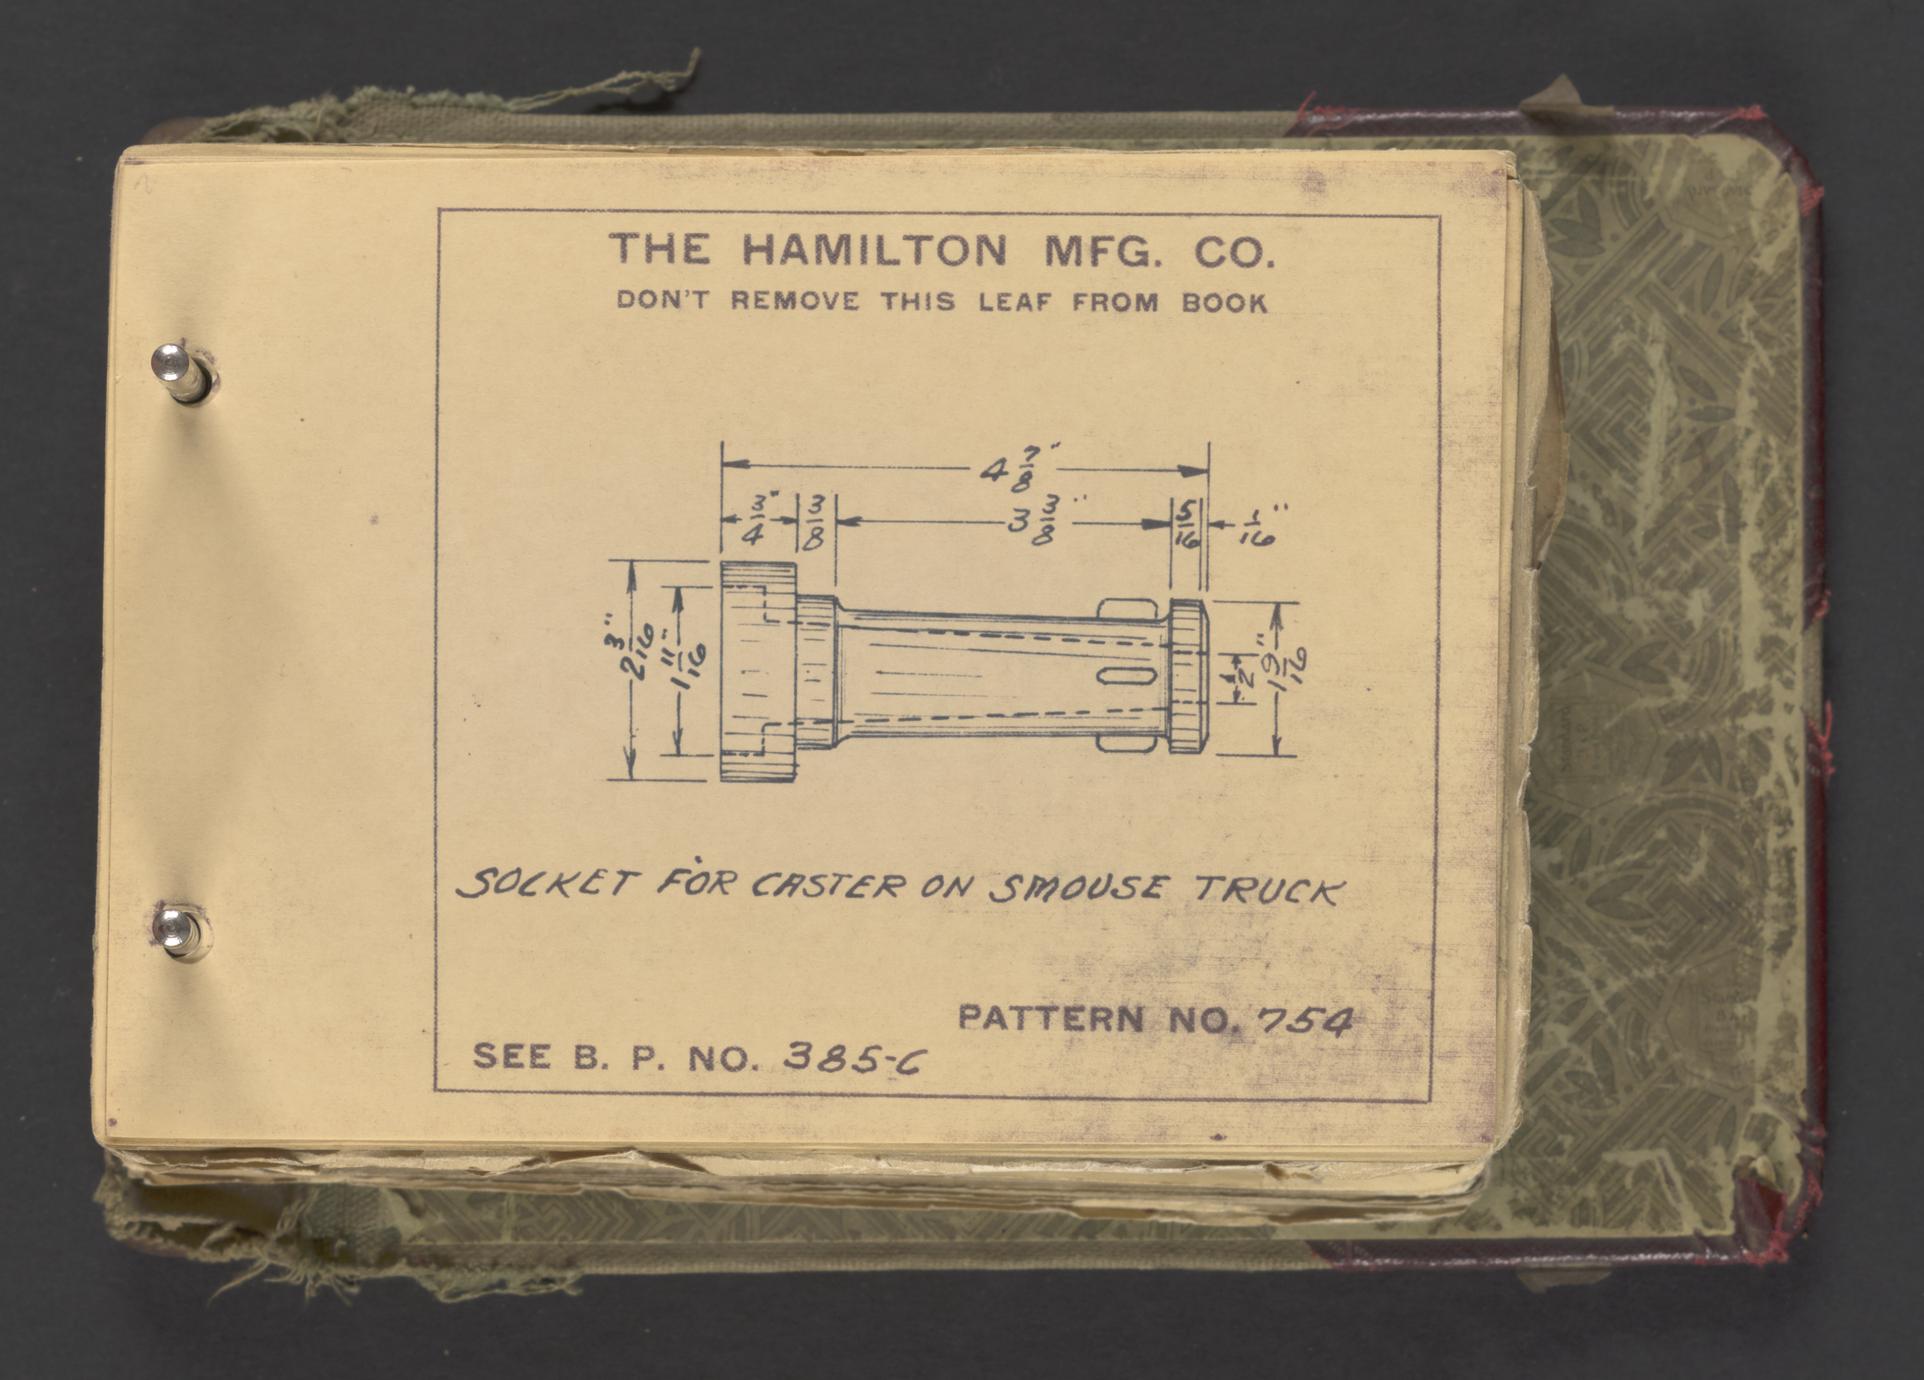 THE HAMILTON MFG. CO.
DON'T REMOVE THIS LEAF FROM BOOK
4 7/8"
3/4" 3/8 3 3/8" 5/16 1/16"
2 3/16" 1 11/16" 1/2" 1 9/16"
SOCKET FOR CASTER ON SMOUSE TRUCK
PATTERN NO. 754
SEE B. P. NO. 385-C